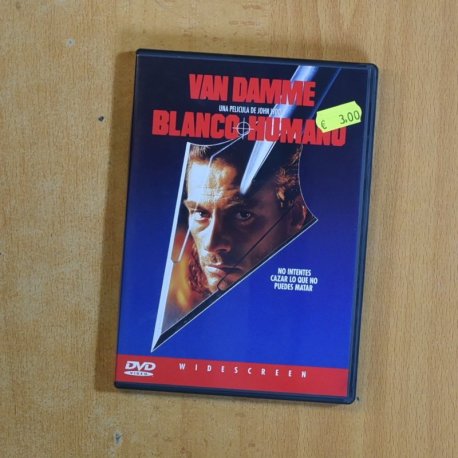 VAN DAMME
UNA PELICULA DE JOHN
BLANCO HUMANO
€ 3.00
NO INTENTES
CAZAR LO QUE NO
PUEDES MATAR
DVD
VIDEO
WIDESCREEN